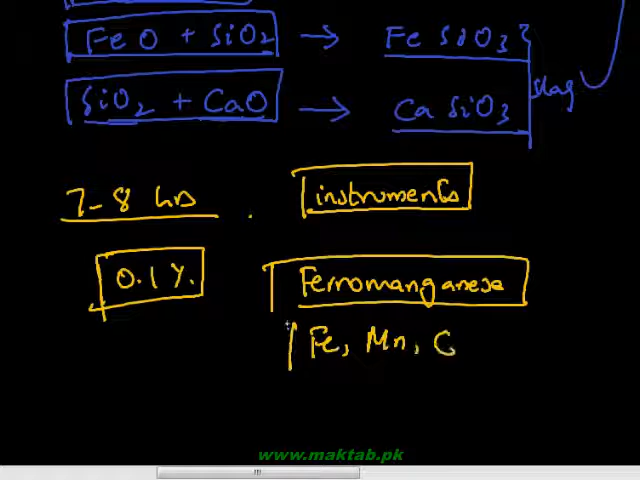 FeO + SiO2 → FeSiO3 }
SiO2 + CaO → CaSiO3 slag
7-8 hrs . instruments
0.1 %. Ferromanganese
Fe, Mn, C
www.maktab.pk